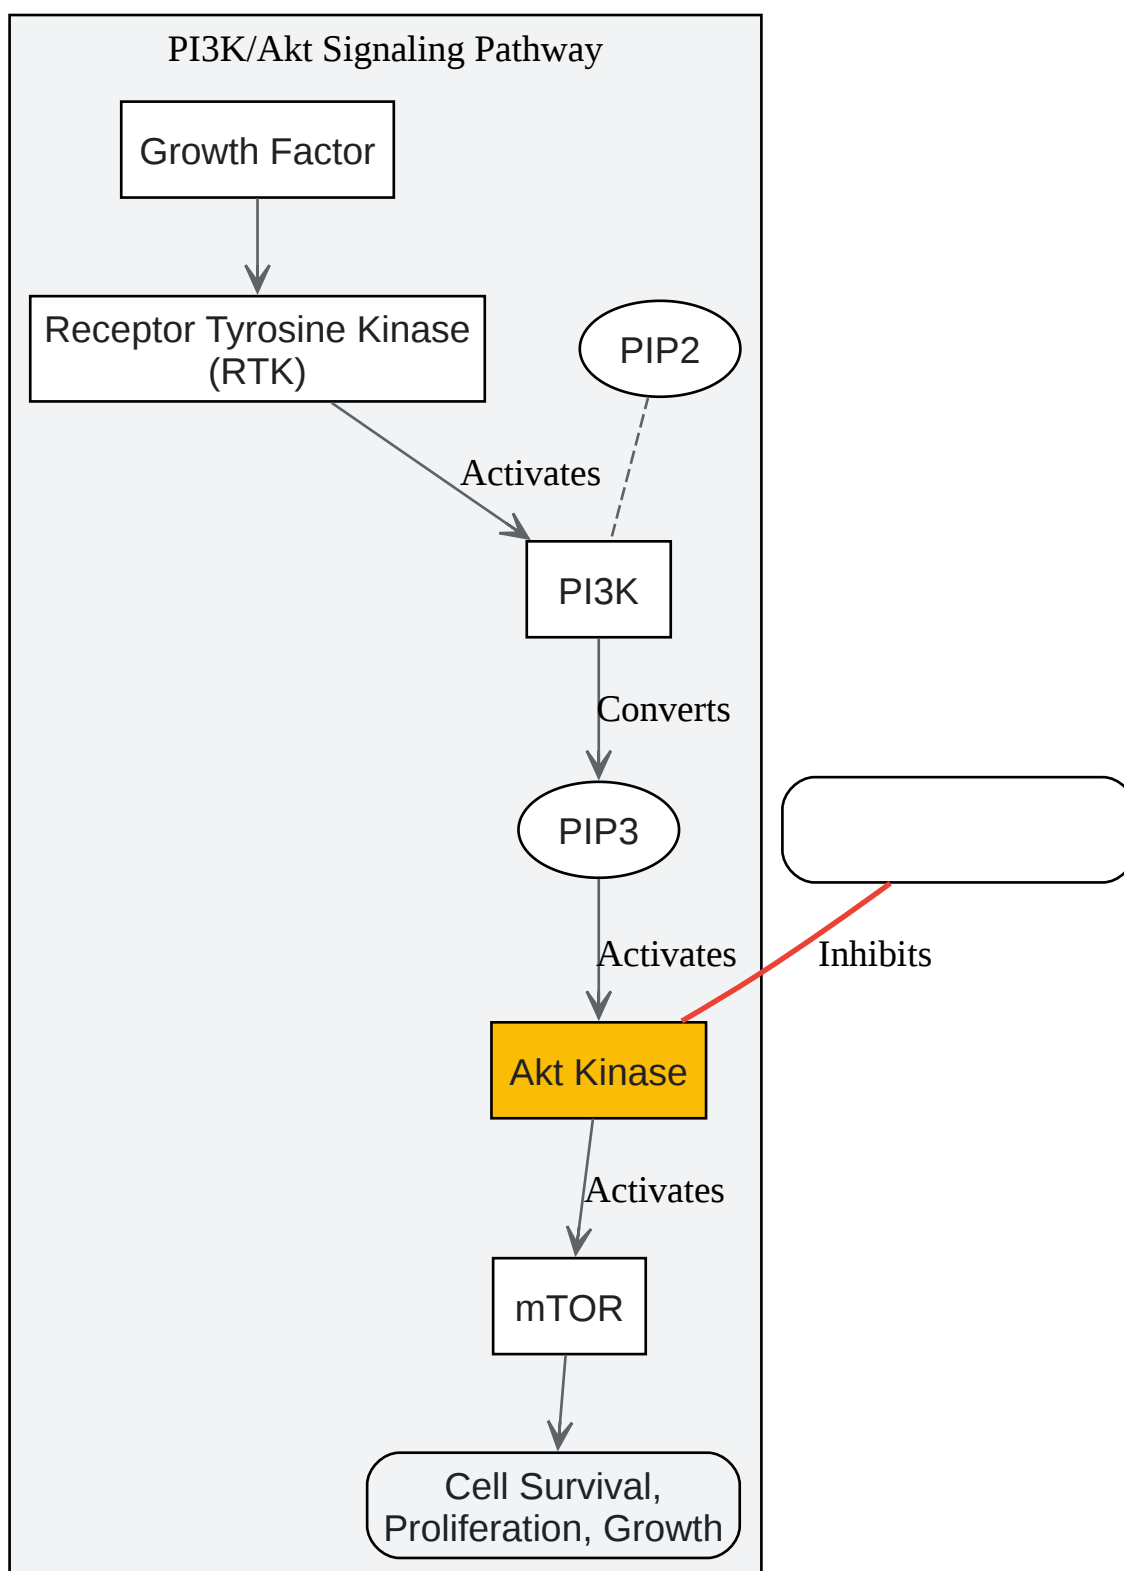 PI3K/Akt Signaling Pathway
Growth Factor
Receptor Tyrosine Kinase
(RTK)
PIP2
Activates
PI3K
Converts
PIP3
Activates
Inhibits
Akt Kinase
Activates
mTOR
Cell Survival,
Proliferation, Growth